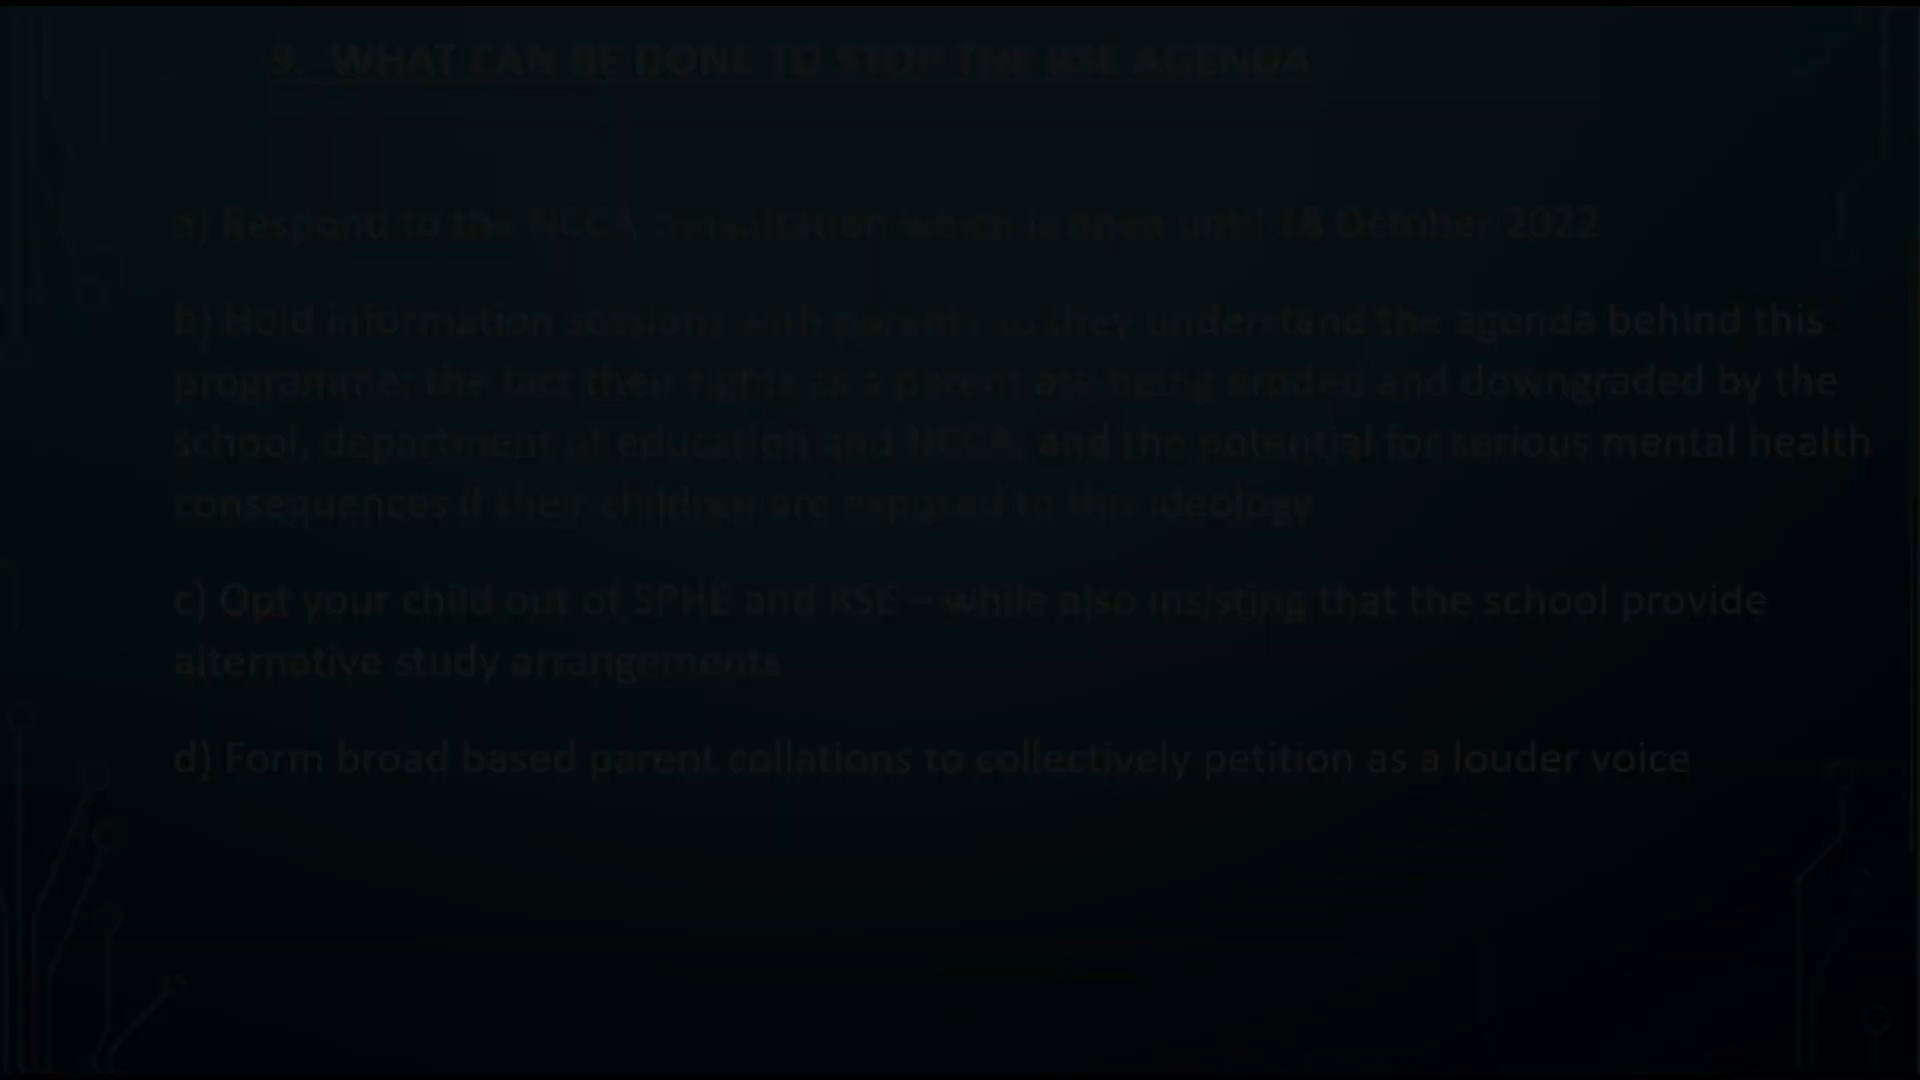 9. WHAT CAN BE DONE TO STOP THE RSE AGENDA
a) Respond to the NCCA consultation which is open until 18 October 2022
b) Hold information sessions with parents so they understand the agenda behind this
programme; the fact their rights as a parent are being eroded and downgraded by the
school, department of education and NCCA; and the potential for serious mental health
consequences if their children are exposed to this ideology
c) Opt your child out of SPHE and RSE – while also insisting that the school provide
alternative study arrangements
d) Form broad based parent collations to collectively petition as a louder voice